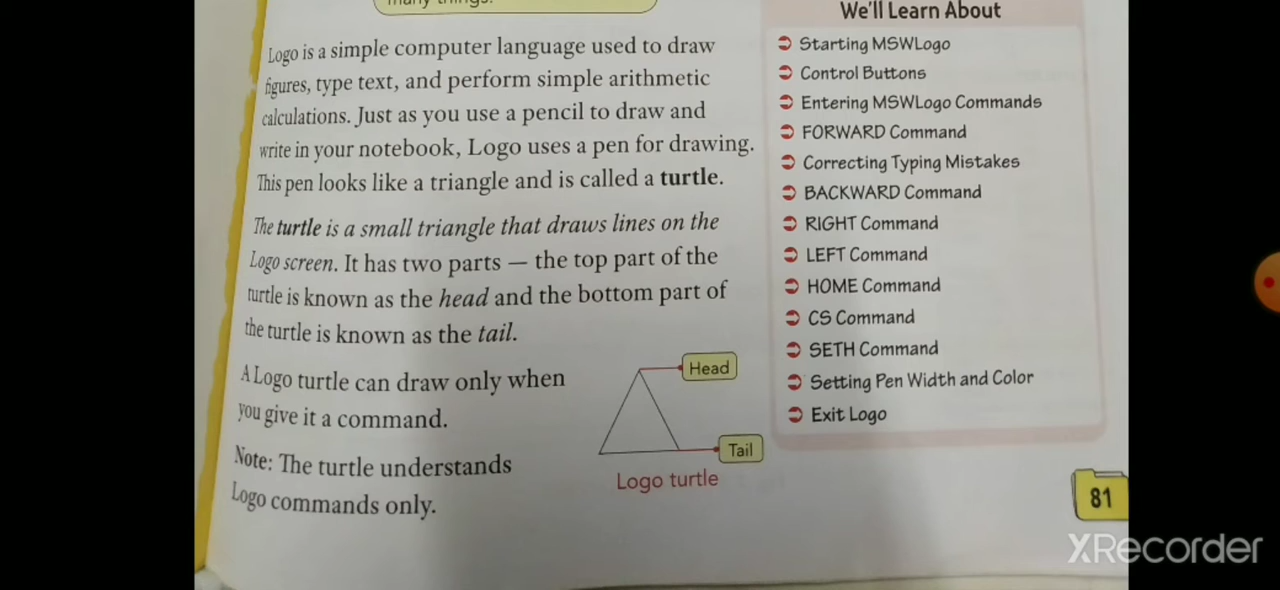 many things.
Logo is a simple computer language used to draw
figures, type text, and perform simple arithmetic
calculations. Just as you use a pencil to draw and
write in your notebook, Logo uses a pen for drawing.
This pen looks like a triangle and is called a turtle.
The turtle is a small triangle that draws lines on the
Logo screen. It has two parts — the top part of the
turtle is known as the head and the bottom part of
the turtle is known as the tail.
A Logo turtle can draw only when
you give it a command.
Note: The turtle understands
Logo commands only.
Head
Tail
Logo turtle
We'll Learn About
Starting MSWLogo
Control Buttons
Entering MSWLogo Commands
FORWARD Command
Correcting Typing Mistakes
BACKWARD Command
RIGHT Command
LEFT Command
HOME Command
CS Command
SETH Command
Setting Pen Width and Color
Exit Logo
81
XRecorder